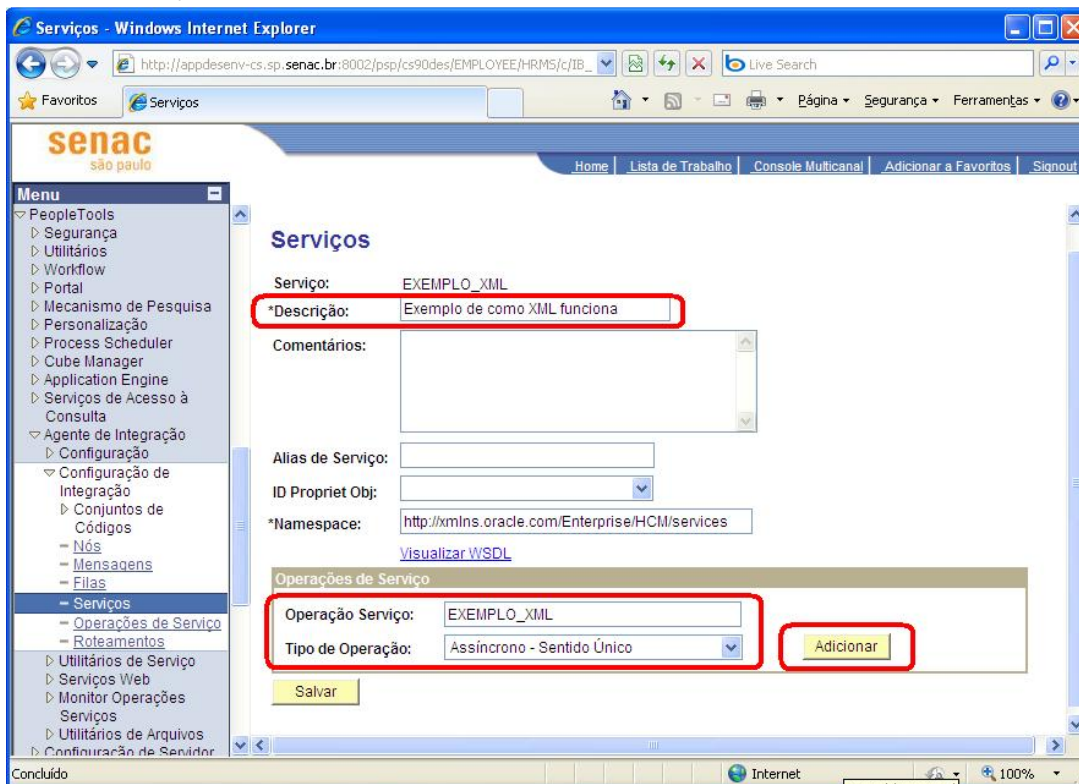 Serviços - Windows Internet Explorer
http://appdesenv-cs.sp.senac.br:8002/psp/cs90des/EMPLOYEE/HRMS/c/IB_
Live Search
Favoritos
Serviços
Página
Segurança
Ferramentas
senac
são paulo
Home
Lista de Trabalho
Console Multicanal
Adicionar a Favoritos
Signout
Menu
PeopleTools
Segurança
Utilitários
Workflow
Portal
Mecanismo de Pesquisa
Personalização
Process Scheduler
Cube Manager
Application Engine
Serviços de Acesso à
Consulta
Agente de Integração
Configuração
Configuração de
Integração
Conjuntos de
Códigos
Nós
Mensagens
Filas
Serviços
Operações de Serviço
Roteamentos
Utilitários de Serviço
Serviços Web
Monitor Operações
Serviços
Utilitários de Arquivos
Configuração de Servidor
Serviços
Serviço: EXEMPLO_XML
*Descrição: Exemplo de como XML funciona
Comentários:
Alias de Serviço:
ID Propriet Obj:
*Namespace: http://xmlns.oracle.com/Enterprise/HCM/services
Visualizar WSDL
Operações de Serviço
Operação Serviço: EXEMPLO_XML
Tipo de Operação: Assíncrono - Sentido Único
Adicionar
Salvar
Concluído
Internet
100%